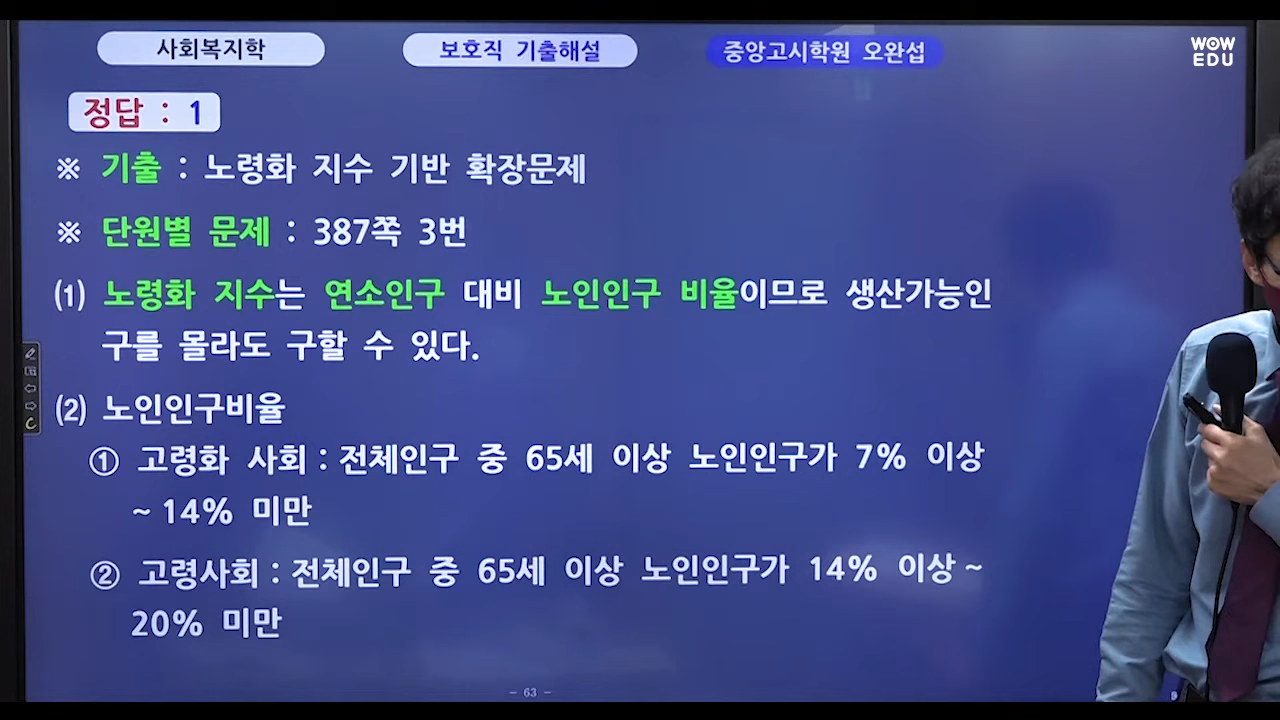 사회복지학
보호직 기출해설
중앙고시학원 오완섭
WOW
EDU
정답 : 1
※ 기출 : 노령화 지수 기반 확장문제
※ 단원별 문제 : 387쪽 3번
(1) 노령화 지수는 연소인구 대비 노인인구 비율이므로 생산가능인
구를 몰라도 구할 수 있다.
(2) 노인인구비율
① 고령화 사회 : 전체인구 중 65세 이상 노인인구가 7% 이상
~ 14% 미만
② 고령사회 : 전체인구 중 65세 이상 노인인구가 14% 이상 ~
20% 미만
- 63 -